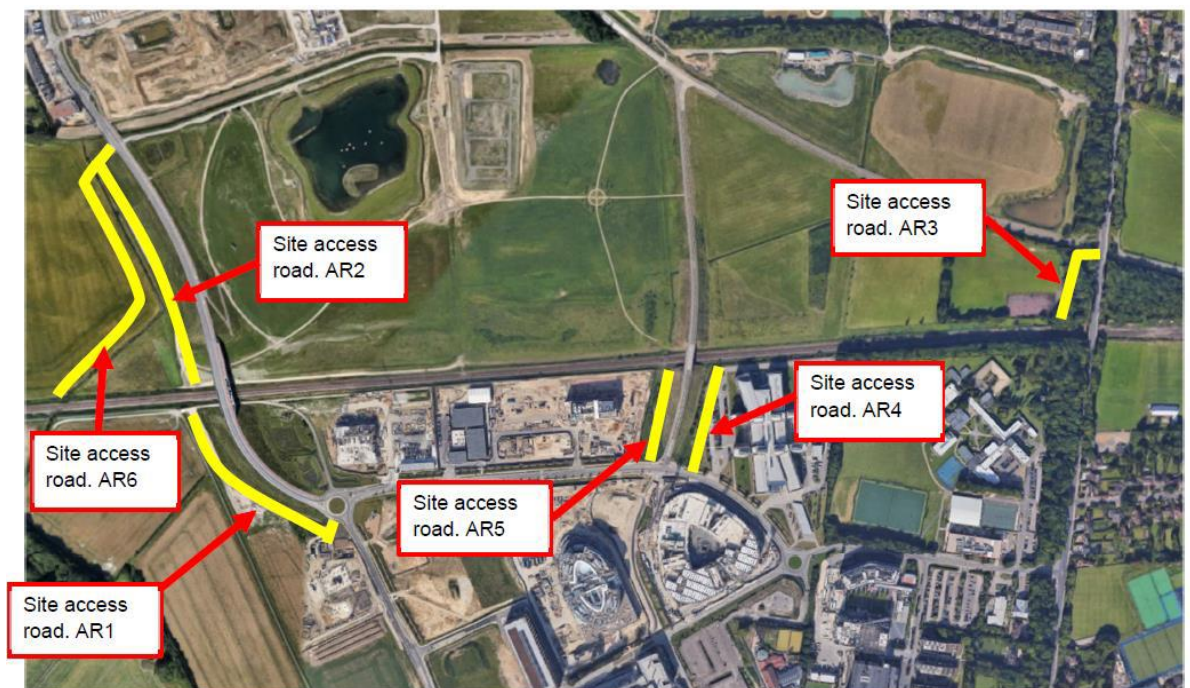 Site access
road. AR3
Site access
road. AR2
Site access
road. AR4
Site access
road. AR6
Site access
road. AR5
Site access
road. AR1